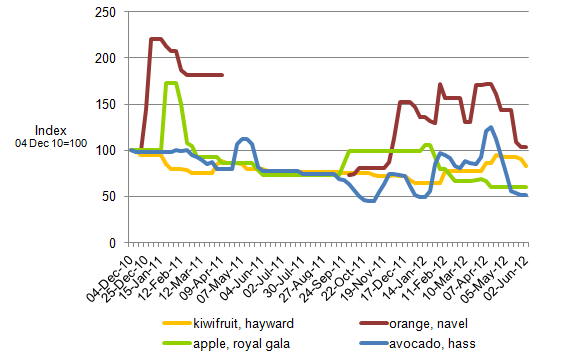 250
200
150
100
50
0
Index
04 Dec 10=100
04-Dec-10
25-Dec-10
15-Jan-11
12-Feb-11
12-Mar-11
09-Apr-11
07-May-11
04-Jun-11
02-Jul-11
30-Jul-11
27-Aug-11
24-Sep-11
22-Oct-11
19-Nov-11
17-Dec-11
14-Jan-12
11-Feb-12
10-Mar-12
07-Apr-12
05-May-12
02-Jun-12
kiwifruit, hayward orange, navel
apple, royal gala avocado, hass